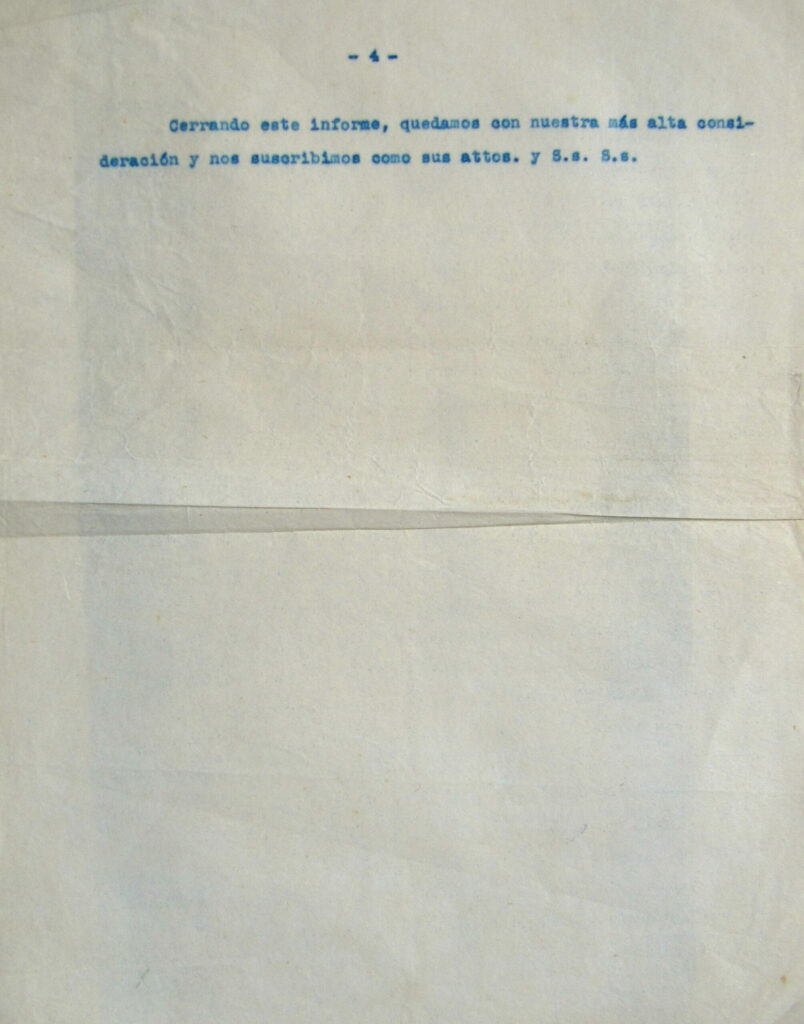 - 4 -
Cerrando este informe, quedamos con nuestra más alta consi-
deración y nos suscribimos como sus attos. y S.s. S.s.